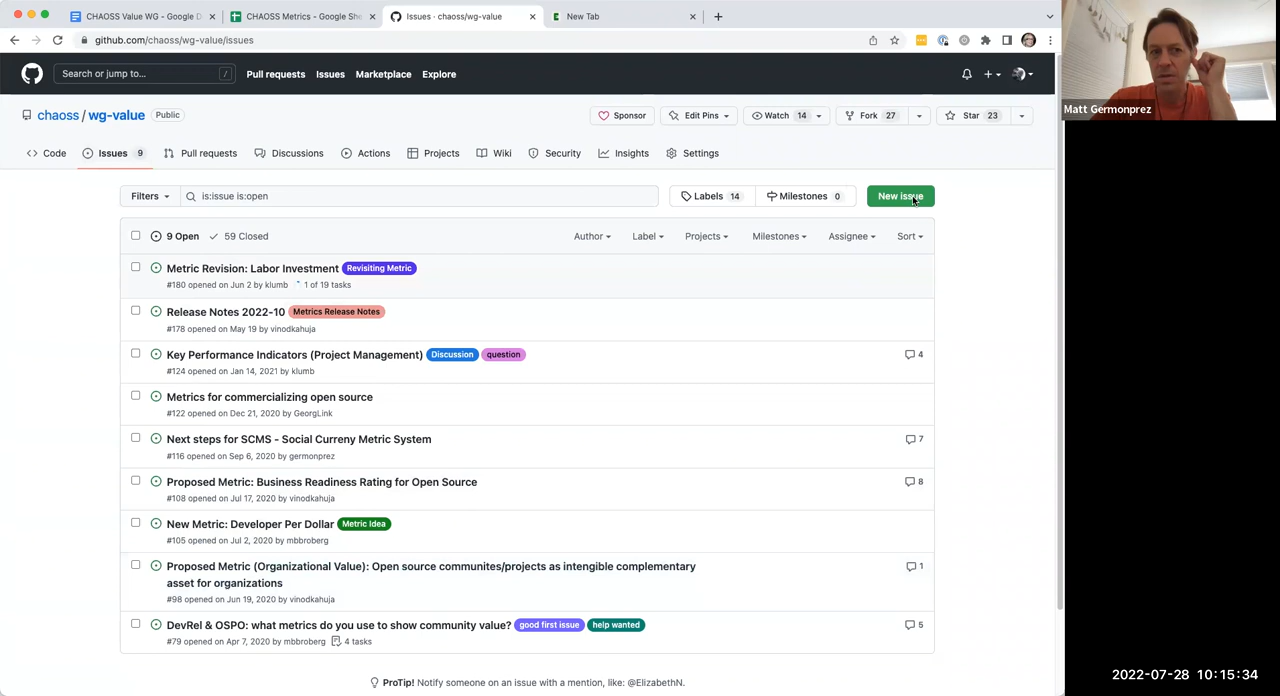 CHAOSS Value WG - Google D
CHAOSS Metrics - Google She
Issues · chaoss/wg-value
New Tab
github.com/chaoss/wg-value/issues
Search or jump to...
/
Pull requests
Issues
Marketplace
Explore
chaoss / wg-value
Public
Sponsor
Edit Pins
Watch 14
Fork 27
Star 23
Code
Issues 9
Pull requests
Discussions
Actions
Projects
Wiki
Security
Insights
Settings
Filters
is:issue is:open
Labels 14
Milestones 0
New issue
9 Open
59 Closed
Author
Label
Projects
Milestones
Assignee
Sort
Metric Revision: Labor Investment Revisiting Metric
#180 opened on Jun 2 by klumb 1 of 19 tasks
Release Notes 2022-10 Metrics Release Notes
#178 opened on May 19 by vinodkahuja
Key Performance Indicators (Project Management) Discussion question 4
#124 opened on Jan 14, 2021 by klumb
Metrics for commercializing open source
#122 opened on Dec 21, 2020 by GeorgLink
Next steps for SCMS - Social Curreny Metric System 7
#116 opened on Sep 6, 2020 by germonprez
Proposed Metric: Business Readiness Rating for Open Source 8
#108 opened on Jul 17, 2020 by vinodkahuja
New Metric: Developer Per Dollar Metric Idea
#105 opened on Jul 2, 2020 by mbbroberg
Proposed Metric (Organizational Value): Open source communites/projects as intangible complementary 1
asset for organizations
#98 opened on Jun 19, 2020 by vinodkahuja
DevRel & OSPO: what metrics do you use to show community value? good first issue help wanted 5
#79 opened on Apr 7, 2020 by mbbroberg 4 tasks
ProTip! Notify someone on an issue with a mention, like: @ElizabethN.
Matt Germonprez
2022-07-28 10:15:34